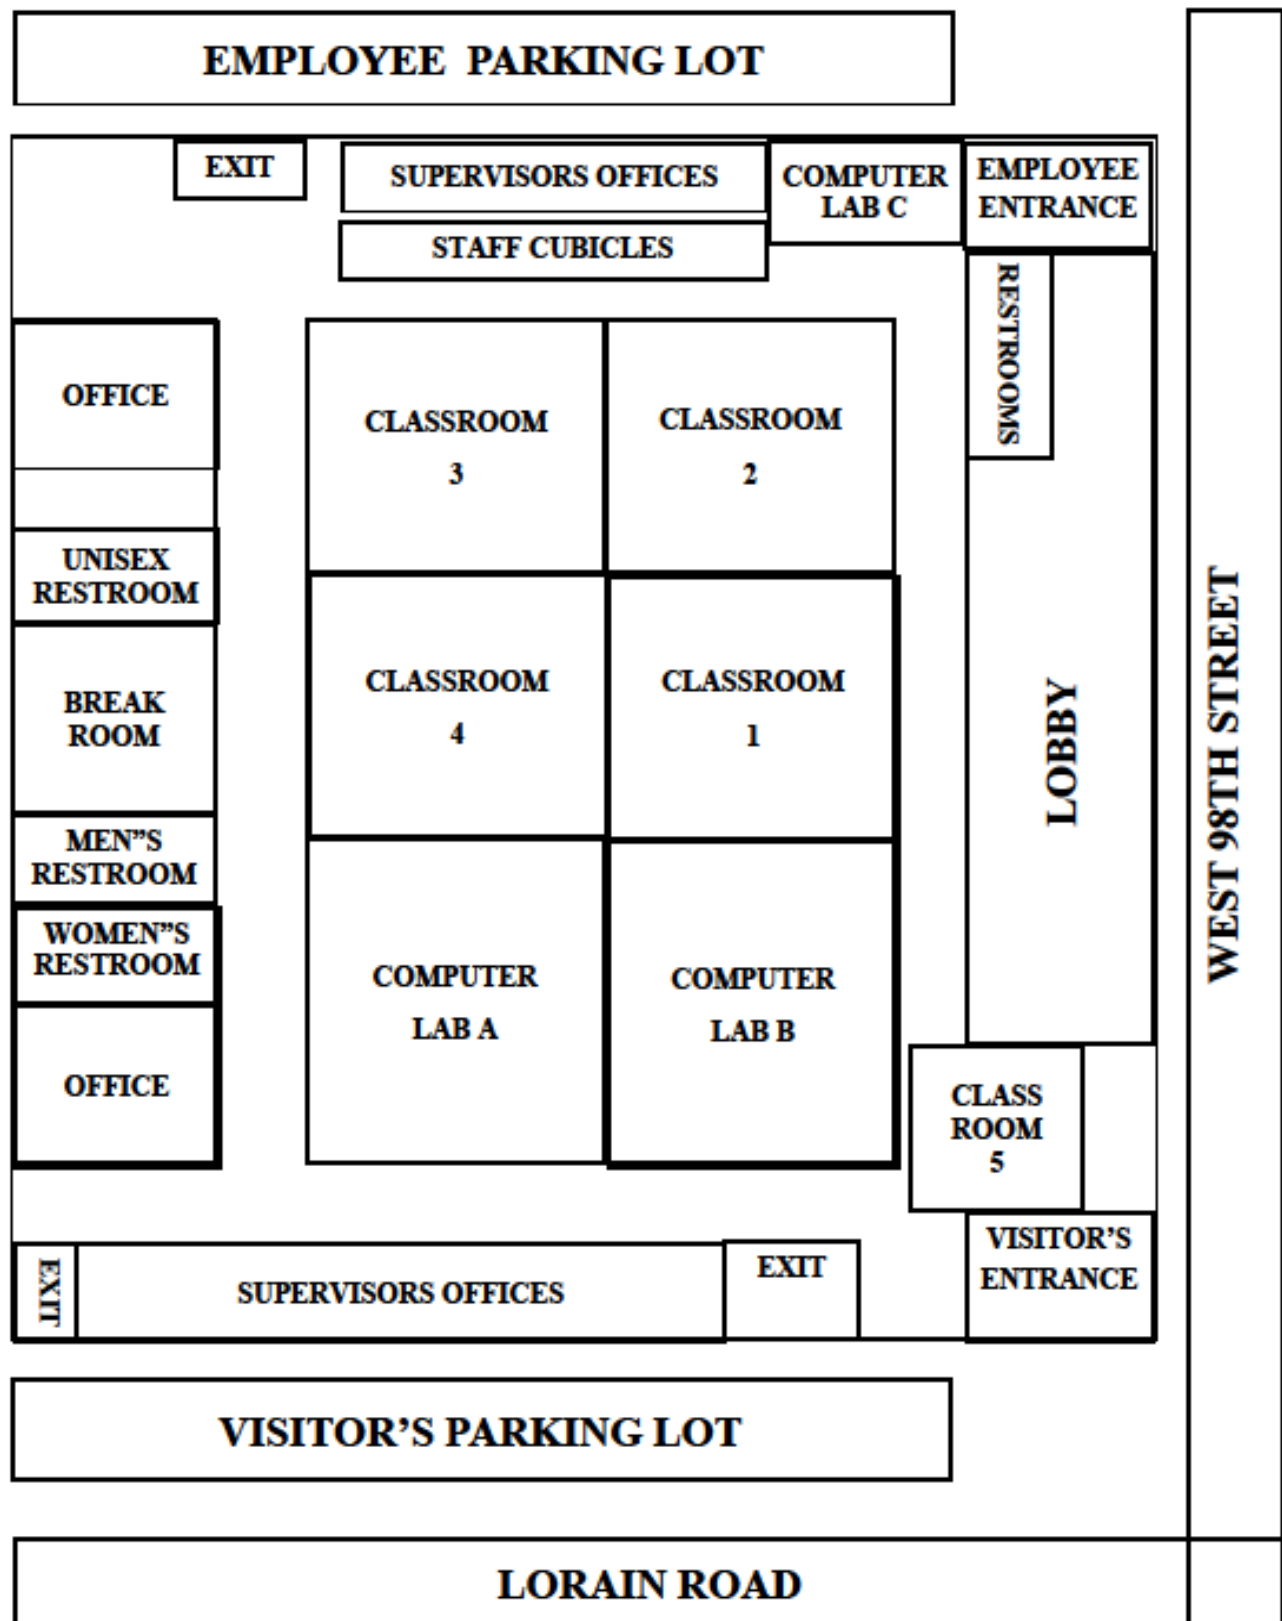 EMPLOYEE PARKING LOT
EXIT
SUPERVISORS OFFICES
COMPUTER
LAB C
EMPLOYEE
ENTRANCE
STAFF CUBICLES
RESTROOMS
OFFICE
CLASSROOM
3
CLASSROOM
2
UNISEX
RESTROOM
BREAK
ROOM
CLASSROOM
4
CLASSROOM
1
LOBBY
WEST 98TH STREET
MEN”S
RESTROOM
WOMEN”S
RESTROOM
COMPUTER
LAB A
COMPUTER
LAB B
OFFICE
CLASS
ROOM
5
VISITOR’S
ENTRANCE
EXIT
SUPERVISORS OFFICES
EXIT
VISITOR’S PARKING LOT
LORAIN ROAD